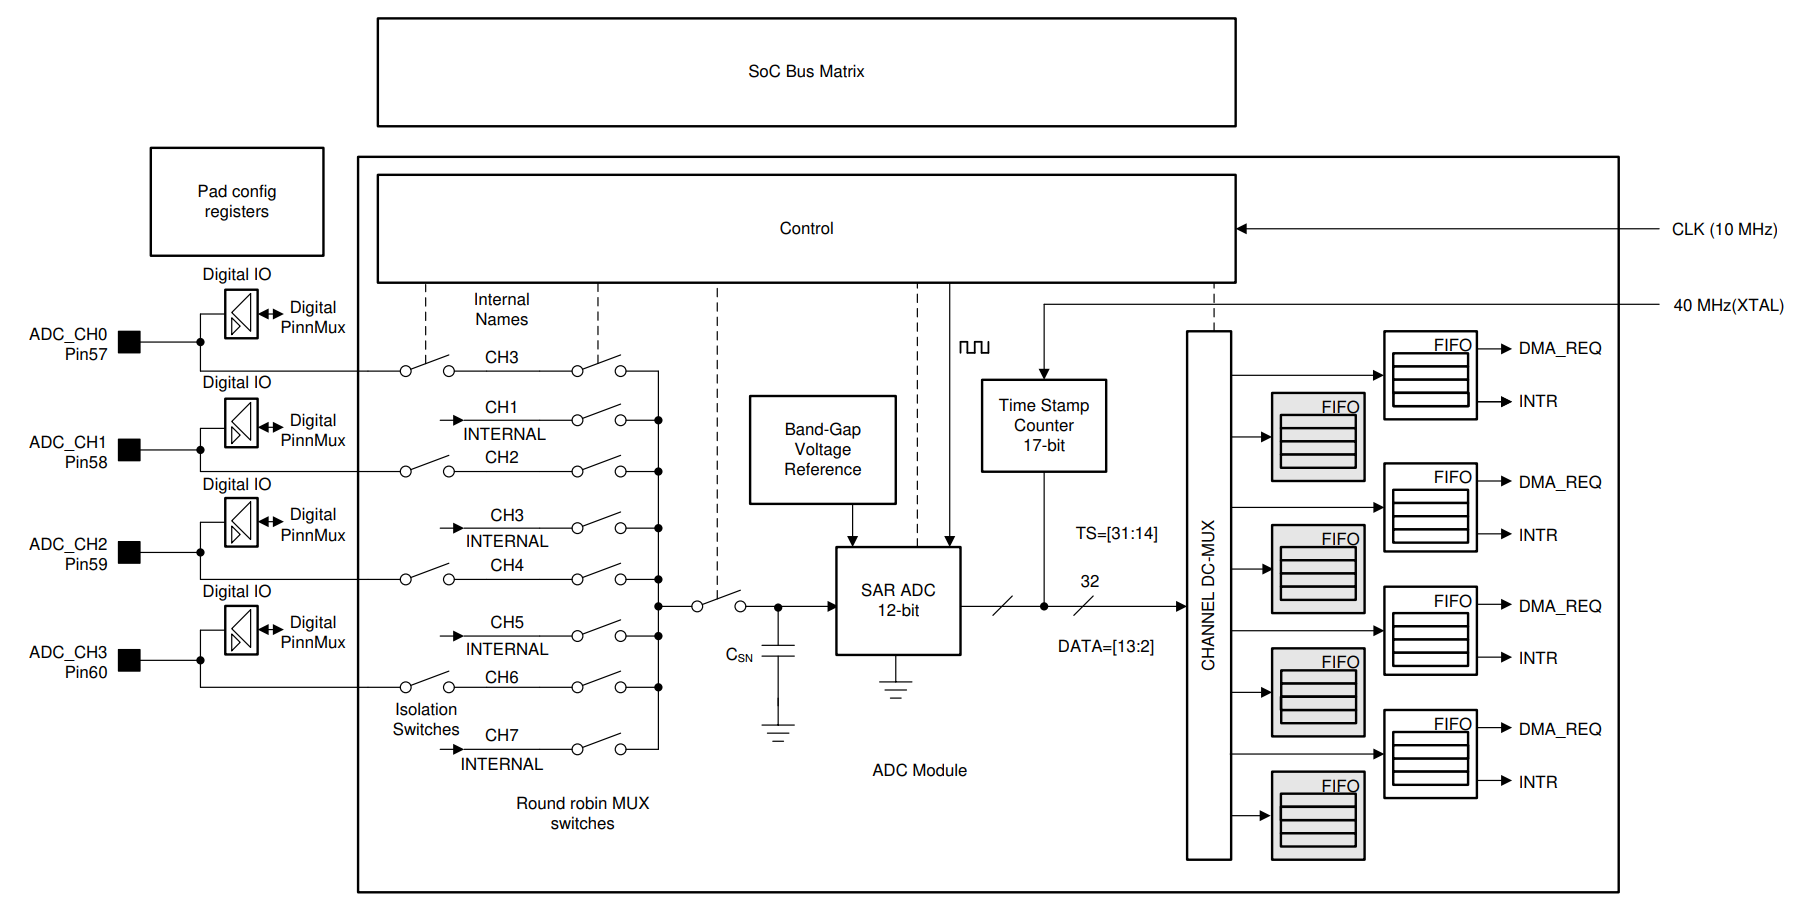 SoC Bus Matrix
Pad config
registers
Control
CLK (10 MHz)
40 MHz(XTAL)
Digital IO
Digital
PinnMux
ADC_CH0
Pin57
Digital IO
Digital
PinnMux
ADC_CH1
Pin58
Digital IO
Digital
PinnMux
ADC_CH2
Pin59
Digital IO
Digital
PinnMux
ADC_CH3
Pin60
Internal
Names
CH3
CH1
INTERNAL
CH2
CH3
INTERNAL
CH4
CH5
INTERNAL
CH6
Isolation
Switches
CH7
INTERNAL
Round robin MUX
switches
Band-Gap
Voltage
Reference
CSN
SAR ADC
12-bit
Time Stamp
Counter
17-bit
TS=[31:14]
32
DATA=[13:2]
ADC Module
CHANNEL DC-MUX
FIFO
DMA_REQ
INTR
FIFO
FIFO
DMA_REQ
INTR
FIFO
FIFO
DMA_REQ
INTR
FIFO
FIFO
DMA_REQ
INTR
FIFO